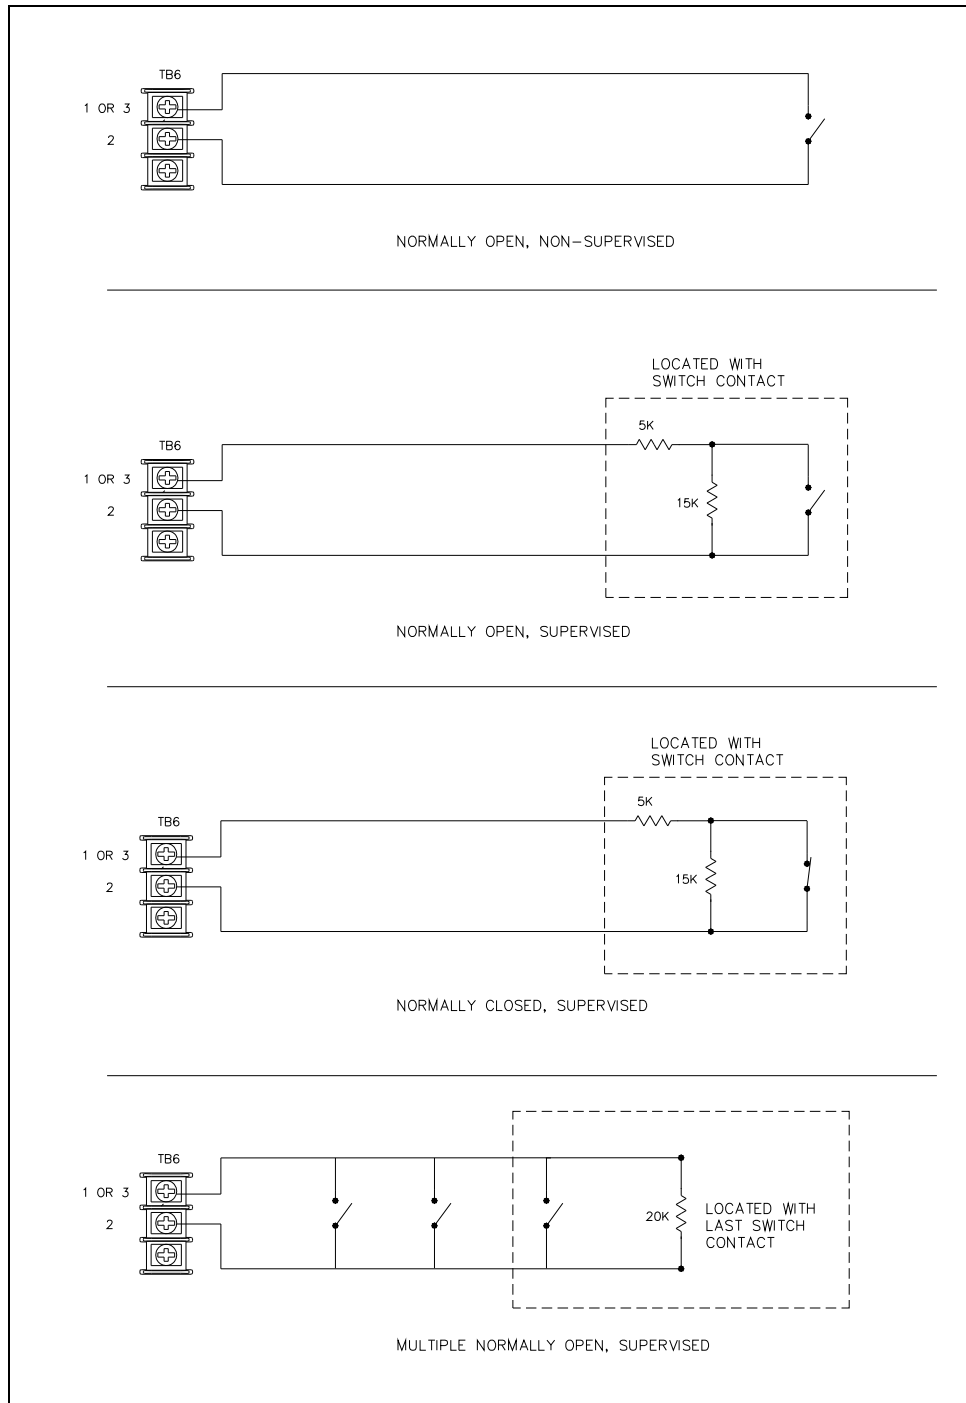 TB6
1 OR 3
2
NORMALLY OPEN, NON-SUPERVISED
LOCATED WITH
SWITCH CONTACT
5K
TB6
1 OR 3
15K
2
NORMALLY OPEN, SUPERVISED
LOCATED WITH
SWITCH CONTACT
5K
TB6
1 OR 3
15K
2
NORMALLY CLOSED, SUPERVISED
TB6
1 OR 3
2
20K
LOCATED WITH
LAST SWITCH
CONTACT
MULTIPLE NORMALLY OPEN, SUPERVISED